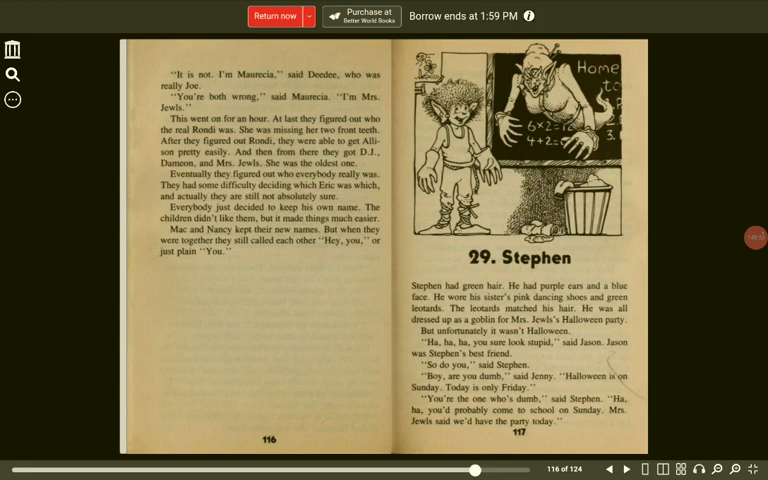 Return now
Purchase at
Better World Books
Borrow ends at 1:59 PM
"It is not. I'm Maurecia," said Deedee, who was
really Joe.
"You're both wrong," said Maurecia. "I'm Mrs.
Jewls."
This went on for an hour. At last they figured out who
the real Rondi was. She was missing her two front teeth.
After they figured out Rondi, they were able to get Alli-
son pretty easily. And then from there they got D.J.,
Dameon, and Mrs. Jewls. She was the oldest one.
Eventually they figured out who everybody really was.
They had some difficulty deciding which Eric was which,
and actually they are still not absolutely sure.
Everybody just decided to keep his own name. The
children didn't like them, but it made things much easier.
Mac and Nancy kept their new names. But when they
were together they still called each other "Hey, you," or
just plain "You."
116
Home
6×2=12
4+2=
3.
29. Stephen
Stephen had green hair. He had purple ears and a blue
face. He wore his sister's pink dancing shoes and green
leotards. The leotards matched his hair. He was all
dressed up as a goblin for Mrs. Jewls's Halloween party.
But unfortunately it wasn't Halloween.
"Ha, ha, ha, you sure look stupid," said Jason. Jason
was Stephen's best friend.
"So do you," said Stephen.
"Boy, are you dumb," said Jenny. "Halloween is on
Sunday. Today is only Friday."
"You're the one who's dumb," said Stephen. "Ha,
ha, you'd probably come to school on Sunday. Mrs.
Jewls said we'd have the party today."
117
116 of 124